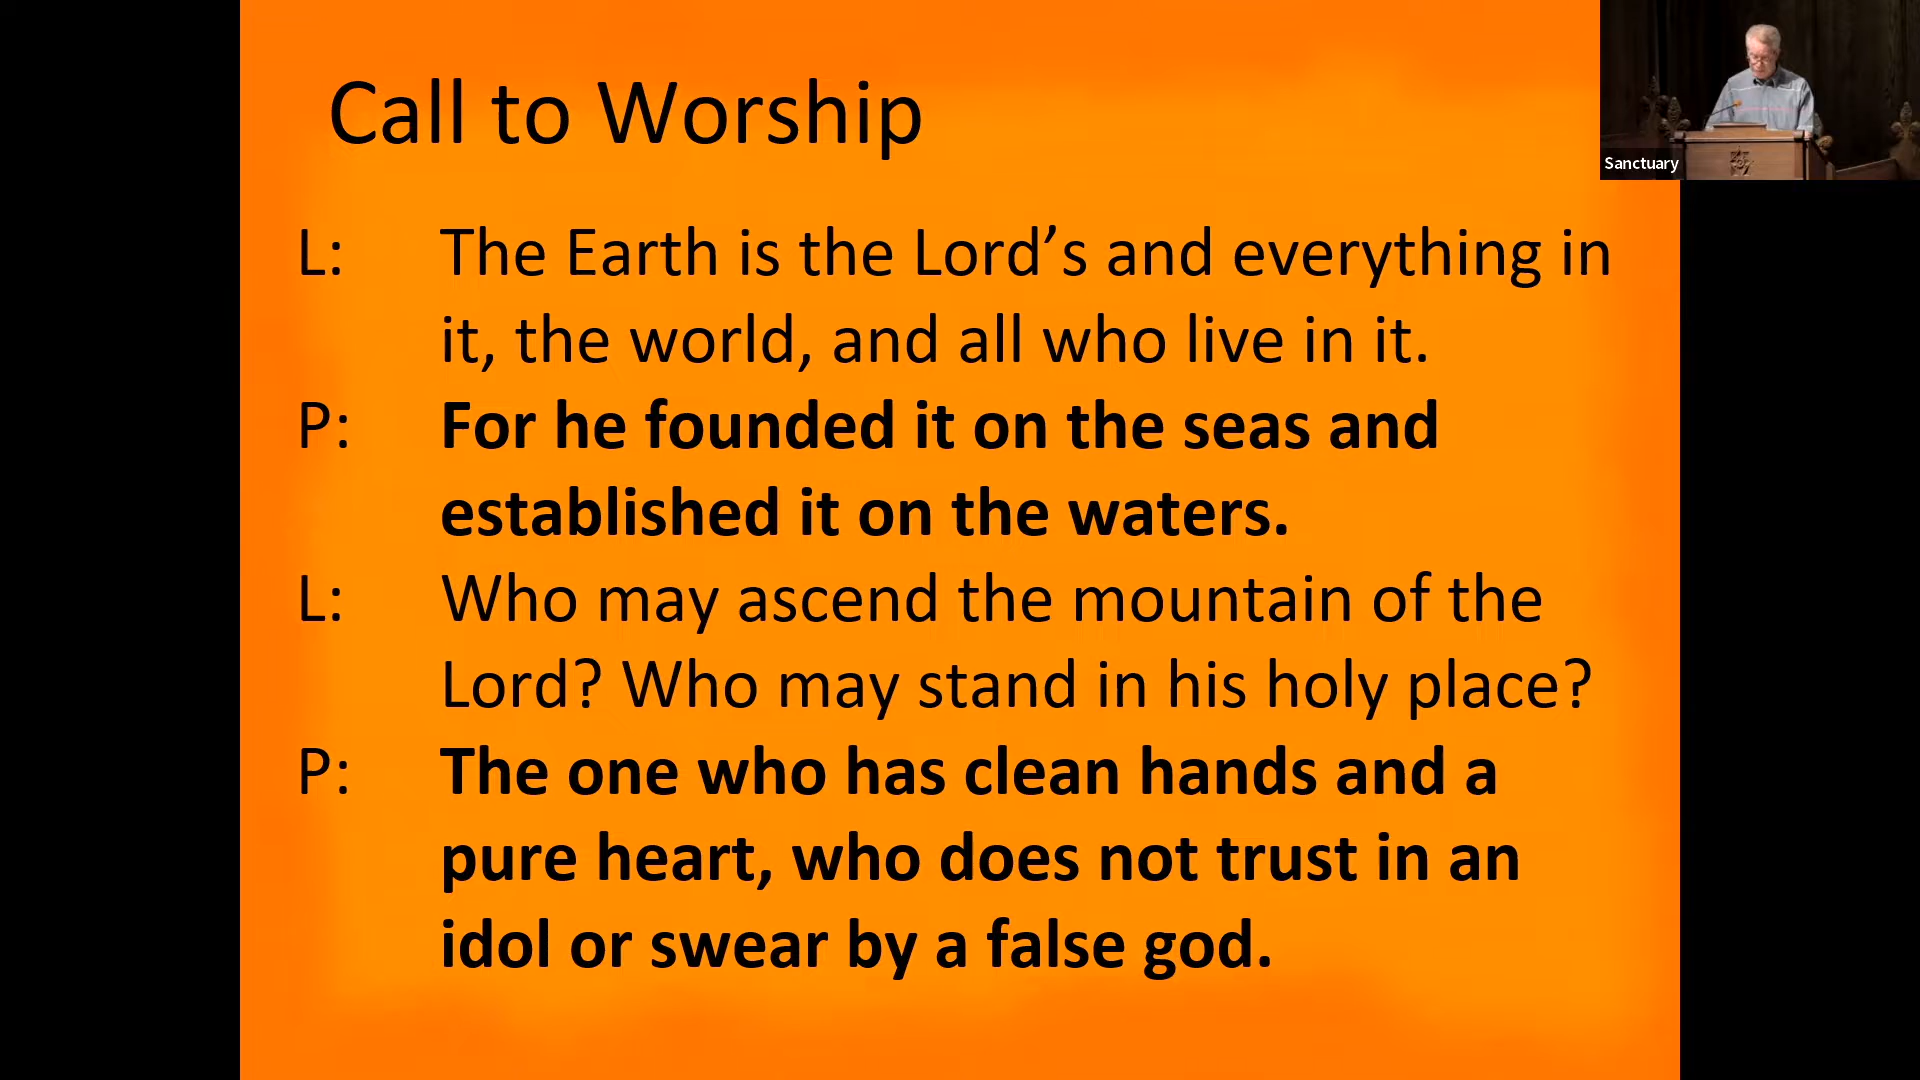 Call to Worship
Sanctuary
L: The Earth is the Lord’s and everything in
it, the world, and all who live in it.
P: For he founded it on the seas and
established it on the waters.
L: Who may ascend the mountain of the
Lord? Who may stand in his holy place?
P: The one who has clean hands and a
pure heart, who does not trust in an
idol or swear by a false god.